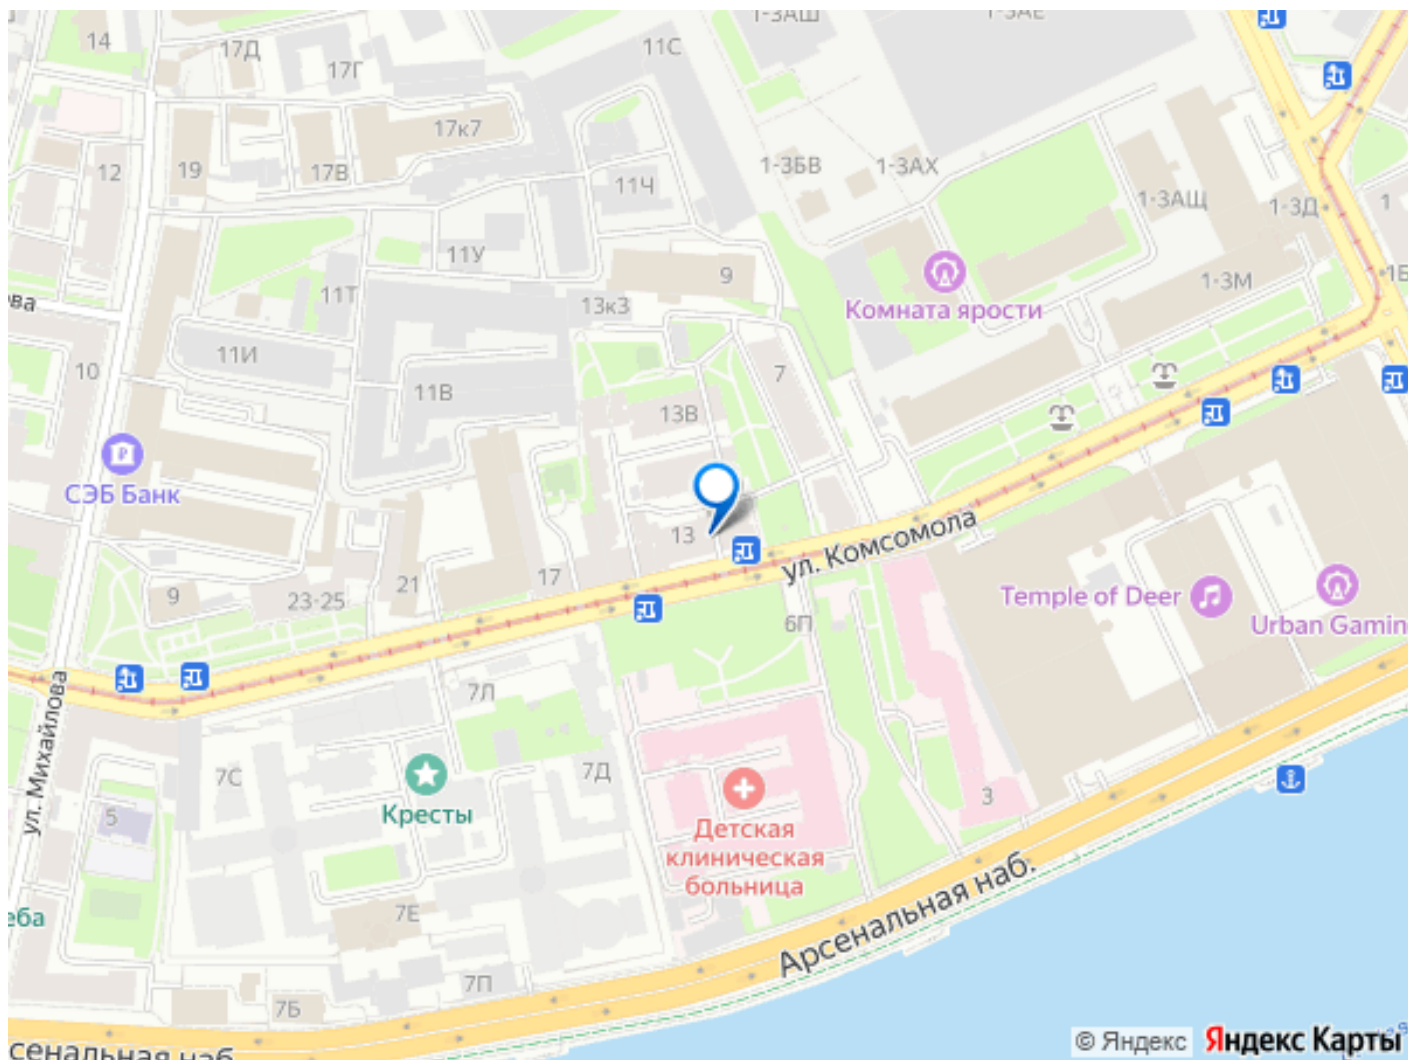 1-3АШ
1-3АЕ
14
17Д
17Г
11С
17к7
12
19
17В
11Ч
1-3БВ
1-3АХ
1-3АЩ
1-3Д
1
11У
9
1Б
11Т
13к3
Комната ярости
1-3М
ва
11И
10
11В
7
13В
СЭБ Банк
13
ул. Комсомола
17
21
9
23-25
6П
Temple of Deer
Urban Gamin
ул. Михайлова
7Л
7С
7Д
Кресты
5
3
Детская
клиническая
больница
еба
7Е
Арсенальная наб.
7П
7Б
сенальная наб
© Яндекс
Яндекс Карты